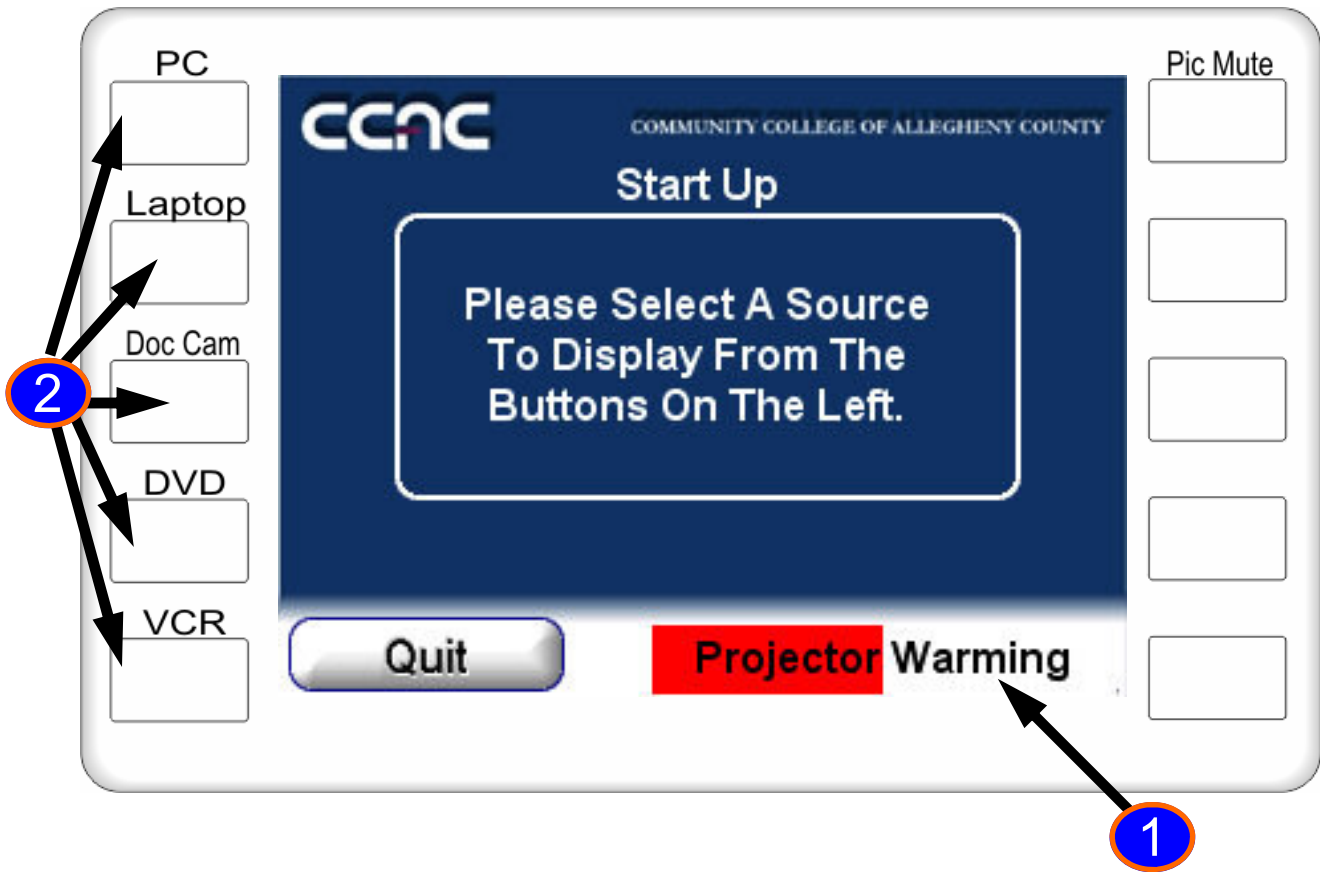 PC
Pic Mute
CCAC
COMMUNITY COLLEGE OF ALLEGHENY COUNTY
Start Up
Laptop
Please Select A Source
To Display From The
Buttons On The Left.
Doc Cam
2
DVD
VCR
Quit
Projector Warming
1